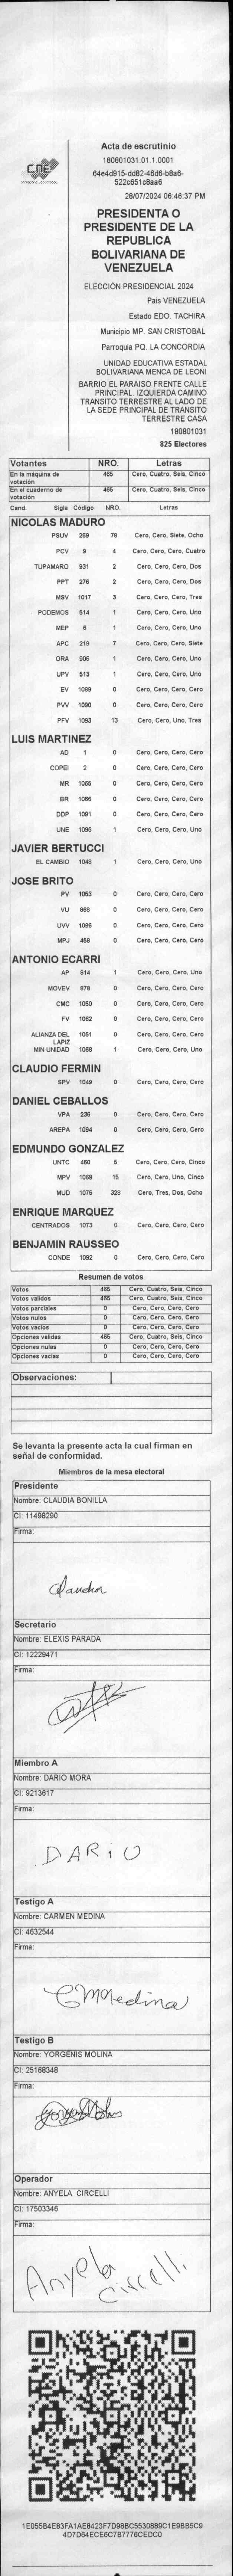 Acta de escrutinio
CNE
180801031.01.1.0001
64e4d915-dd82-46d6-b8a6-
522c651c8aa6
28/07/2024 06:46:37 PM
PRESIDENTA O
PRESIDENTE DE LA
REPUBLICA
BOLIVARIANA DE
VENEZUELA
ELECCIÓN PRESIDENCIAL 2024
Pais VENEZUELA
Estado EDO. TACHIRA
Municipio MP. SAN CRISTOBAL
Parroquia PQ. LA CONCORDIA
UNIDAD EDUCATIVA ESTADAL
BOLIVARIANA MENCA DE LEONI
BARRIO EL PARAISO FRENTE CALLE
PRINCIPAL. IZQUIERDA CAMINO
TRANSITO TERRESTRE AL LADO DE
LA SEDE PRINCIPAL DE TRANSITO
TERRESTRE CASA
180801031
825 Electores
Votantes NRO. Letras
En la máquina de votación 465 Cero, Cuatro, Seis, Cinco
En el cuaderno de votación 465 Cero, Cuatro, Seis, Cinco
Cand. Sigla Código NRO. Letras
NICOLAS MADURO
PSUV 269 78 Cero, Cero, Siete, Ocho
PCV 9 4 Cero, Cero, Cero, Cuatro
TUPAMARO 931 2 Cero, Cero, Cero, Dos
PPT 276 2 Cero, Cero, Cero, Dos
MSV 1017 3 Cero, Cero, Cero, Tres
PODEMOS 514 1 Cero, Cero, Cero, Uno
MEP 6 1 Cero, Cero, Cero, Uno
APC 219 7 Cero, Cero, Cero, Siete
ORA 906 1 Cero, Cero, Cero, Uno
UPV 513 1 Cero, Cero, Cero, Uno
EV 1099 0 Cero, Cero, Cero, Cero
PVV 1090 0 Cero, Cero, Cero, Cero
PFV 1093 13 Cero, Cero, Uno, Tres
LUIS MARTINEZ
AD 1 0 Cero, Cero, Cero, Cero
COPEI 2 0 Cero, Cero, Cero, Cero
MR 1065 0 Cero, Cero, Cero, Cero
BR 1066 0 Cero, Cero, Cero, Cero
DDP 1091 0 Cero, Cero, Cero, Cero
UNE 1095 1 Cero, Cero, Cero, Uno
JAVIER BERTUCCI
EL CAMBIO 1048 1 Cero, Cero, Cero, Uno
JOSE BRITO
PV 1053 0 Cero, Cero, Cero, Cero
VU 868 0 Cero, Cero, Cero, Cero
UVV 1096 0 Cero, Cero, Cero, Cero
MPJ 458 0 Cero, Cero, Cero, Cero
ANTONIO ECARRI
AP 814 1 Cero, Cero, Cero, Uno
MOVEV 978 0 Cero, Cero, Cero, Cero
CMC 1050 0 Cero, Cero, Cero, Cero
FV 1062 0 Cero, Cero, Cero, Cero
ALIANZA DEL LAPIZ 1051 0 Cero, Cero, Cero, Cero
MIN UNIDAD 1068 1 Cero, Cero, Cero, Uno
CLAUDIO FERMIN
SPV 1049 0 Cero, Cero, Cero, Cero
DANIEL CEBALLOS
VPA 236 0 Cero, Cero, Cero, Cero
AREPA 1094 0 Cero, Cero, Cero, Cero
EDMUNDO GONZALEZ
UNTC 460 5 Cero, Cero, Cero, Cinco
MPV 1069 15 Cero, Cero, Uno, Cinco
MUD 1075 328 Cero, Tres, Dos, Ocho
ENRIQUE MARQUEZ
CENTRADOS 1073 0 Cero, Cero, Cero, Cero
BENJAMIN RAUSSEO
CONDE 1092 0 Cero, Cero, Cero, Cero
Resumen de votos
Votos 465 Cero, Cuatro, Seis, Cinco
Votos validos 465 Cero, Cuatro, Seis, Cinco
Votos parciales 0 Cero, Cero, Cero, Cero
Votos nulos 0 Cero, Cero, Cero, Cero
Votos vacios 0 Cero, Cero, Cero, Cero
Opciones validas 465 Cero, Cuatro, Seis, Cinco
Opciones nulas 0 Cero, Cero, Cero, Cero
Opciones vacias 0 Cero, Cero, Cero, Cero
Observaciones:
Se levanta la presente acta la cual firman en
señal de conformidad.
Miembros de la mesa electoral
Presidente
Nombre: CLAUDIA BONILLA
CI: 11498290
Firma:
Claudia
Secretario
Nombre: ELEXIS PARADA
CI: 12229471
Firma:
Miembro A
Nombre: DARIO MORA
CI: 9213617
Firma:
DARiO
Testigo A
Nombre: CARMEN MEDINA
CI: 4632544
Firma:
CMMedina
Testigo B
Nombre: YORGENIS MOLINA
CI: 25168348
Firma:
Operador
Nombre: ANYELA CIRCELLI
CI: 17503346
Firma:
Anyela
Circelli
1E055B4E83FA1AE8423F7D98BC5530889C1E9BB5C9
4D7D64ECE6C7B7776CEDC0